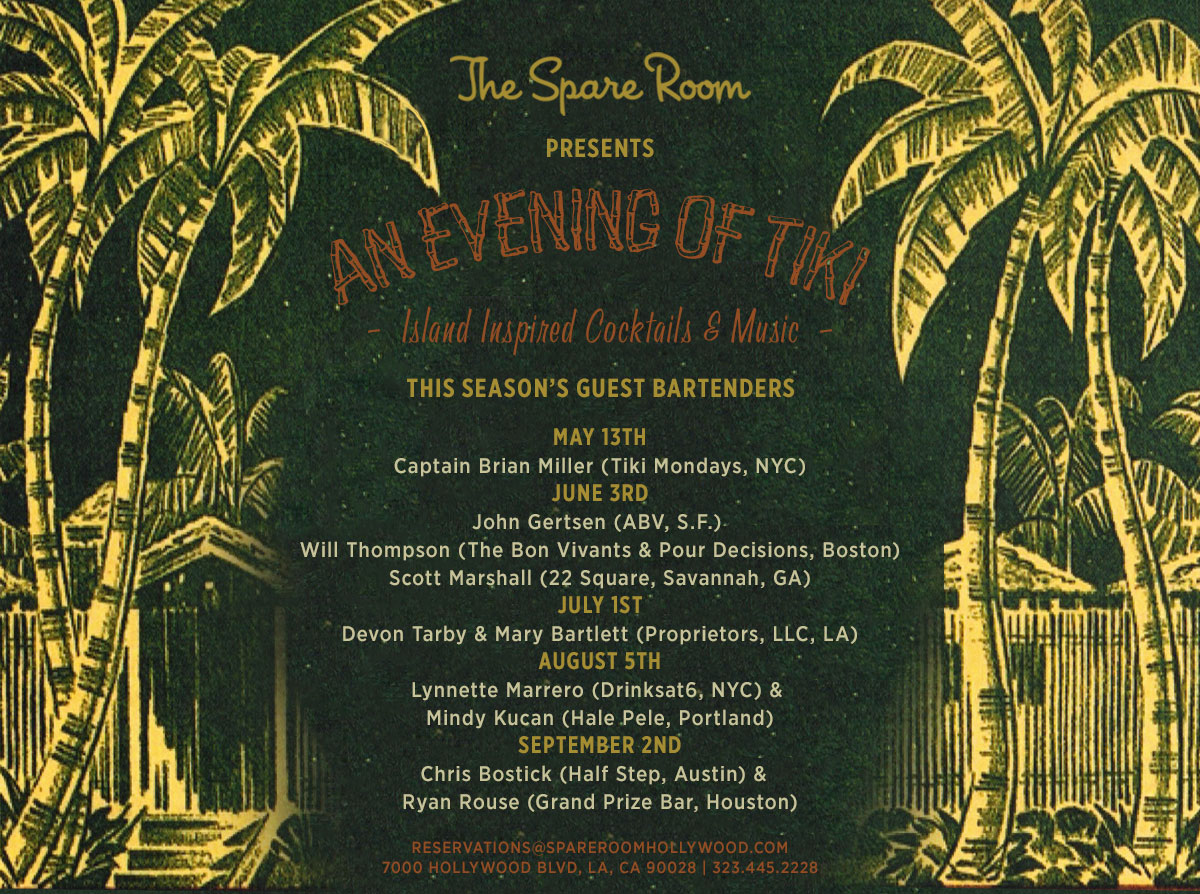 The Spare Room
PRESENTS
AN EVENING OF TIKI
- Island Inspired Cocktails & Music -
THIS SEASON'S GUEST BARTENDERS
MAY 13TH
Captain Brian Miller (Tiki Mondays, NYC)
JUNE 3RD
John Gertsen (ABV, S.F.)
Will Thompson (The Bon Vivants & Pour Decisions, Boston)
Scott Marshall (22 Square, Savannah, GA)
JULY 1ST
Devon Tarby & Mary Bartlett (Proprietors, LLC, LA)
AUGUST 5TH
Lynnette Marrero (Drinksat6, NYC) &
Mindy Kucan (Hale Pele, Portland)
SEPTEMBER 2ND
Chris Bostick (Half Step, Austin) &
Ryan Rouse (Grand Prize Bar, Houston)
RESERVATIONS@SPAREROOMHOLLYWOOD.COM
7000 HOLLYWOOD BLVD, LA, CA 90028 | 323.445.2228